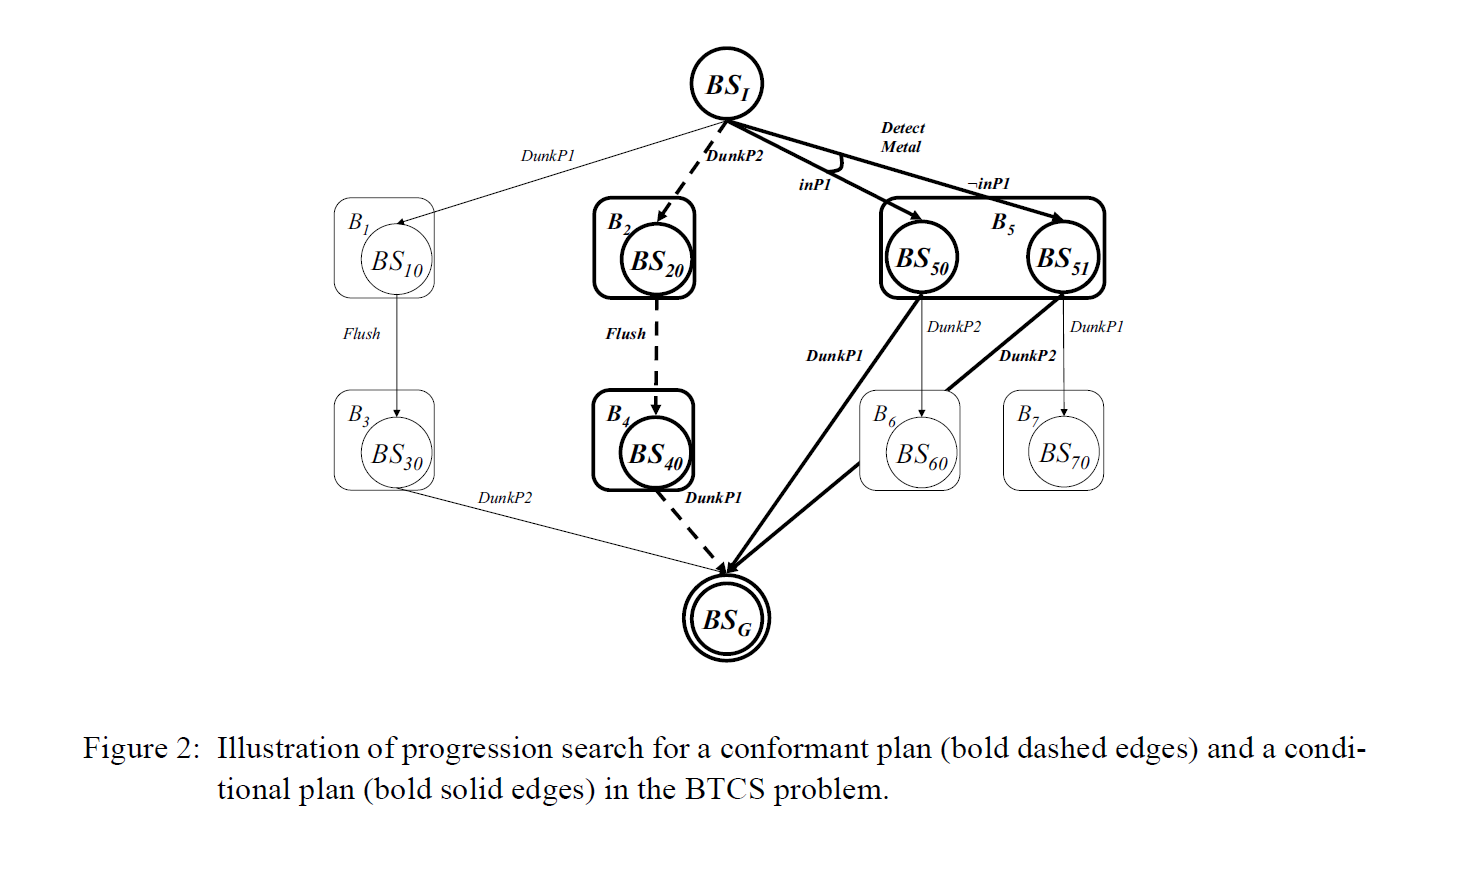 BS_I
Detect
Metal
DunkP1
DunkP2
inP1
¬inP1
B_1
BS_10
B_2
BS_20
B_5
BS_50
BS_51
Flush
Flush
DunkP1
DunkP2
DunkP2
DunkP1
B_3
BS_30
B_4
BS_40
B_6
BS_60
B_7
BS_70
DunkP2
DunkP1
BS_G
Figure 2: Illustration of progression search for a conformant plan (bold dashed edges) and a condi-
tional plan (bold solid edges) in the BTCS problem.